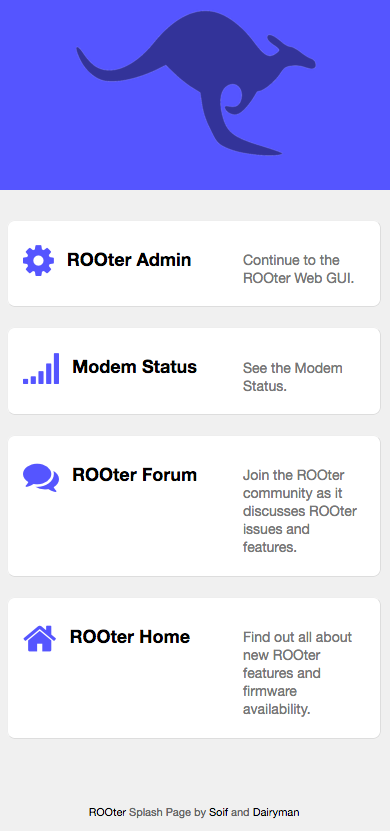 ROOter Admin
Continue to the
ROOter Web GUI.
Modem Status
See the Modem
Status.
ROOter Forum
Join the ROOter
community as it
discusses ROOter
issues and
features.
ROOter Home
Find out all about
new ROOter
features and
firmware
availability.
ROOter Splash Page by Soif and Dairyman